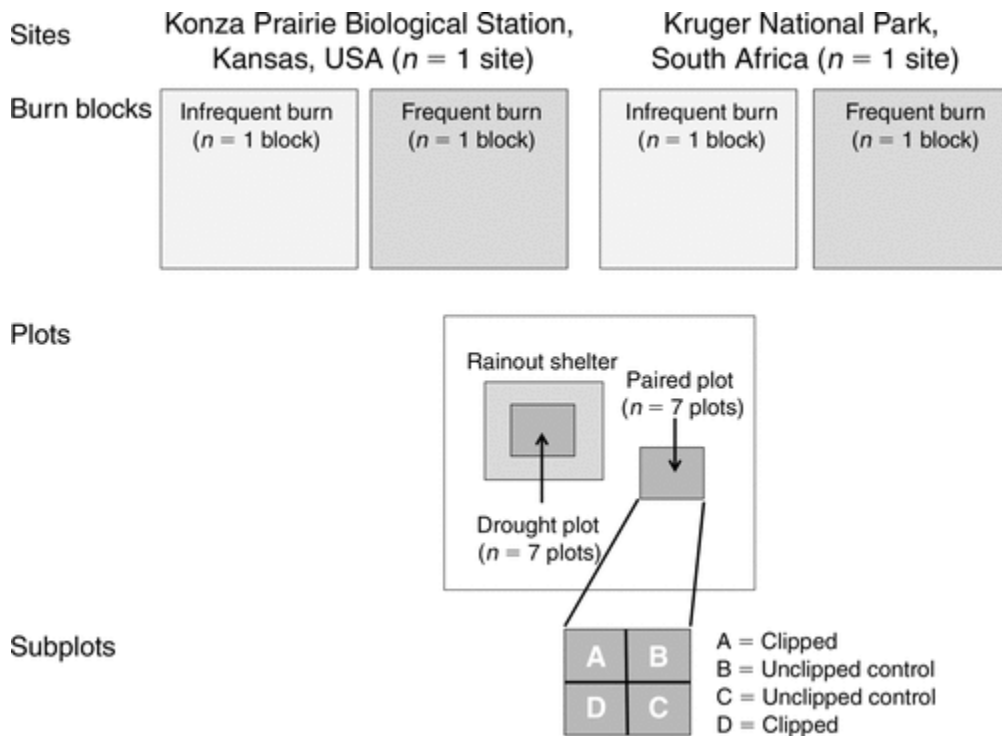 Sites
Konza Prairie Biological Station,
Kansas, USA (n = 1 site)
Kruger National Park,
South Africa (n = 1 site)
Burn blocks
Infrequent burn
(n = 1 block)
Frequent burn
(n = 1 block)
Infrequent burn
(n = 1 block)
Frequent burn
(n = 1 block)
Plots
Rainout shelter
Paired plot
(n = 7 plots)
Drought plot
(n = 7 plots)
Subplots
A B
D C
A = Clipped
B = Unclipped control
C = Unclipped control
D = Clipped